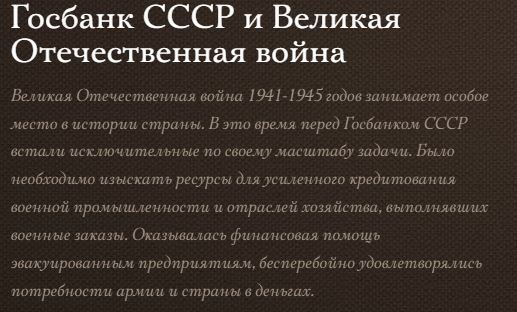 Госбанк СССР и Великая
Отечественная война
Великая Отечественная война 1941-1945 годов занимает особое
место в истории страны. В это время перед Госбанком СССР
встали исключительные по своему масштабу задачи. Было
необходимо изыскать ресурсы для усиленного кредитования
военной промышленности и отраслей хозяйства, выполнявших
военные заказы. Оказывалась финансовая помощь
эвакуированным предприятиям, бесперебойно удовлетворялись
потребности армии и страны в деньгах.